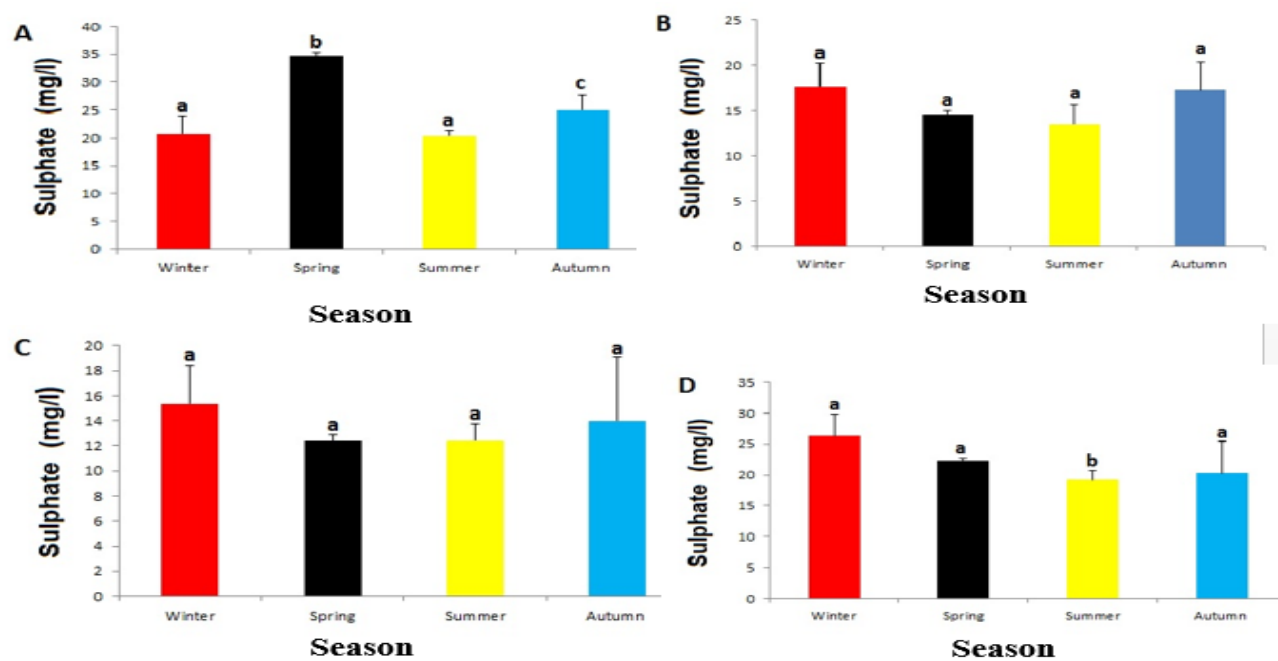 A
Sulphate (mg/l)
40
35
30
25
20
15
10
5
0
a
b
a
c
Winter Spring Summer Autumn
Season
B
Sulphate (mg/l)
25
20
15
10
5
0
a
a
a
a
Winter Spring Summer Autumn
Season
C
Sulphate (mg/l)
20
18
16
14
12
10
8
6
4
2
0
a
a
a
a
Winter Spring Summer Autumn
Season
D
Sulphate (mg/l)
35
30
25
20
15
10
5
0
a
a
b
a
Winter Spring Summer Autumn
Season